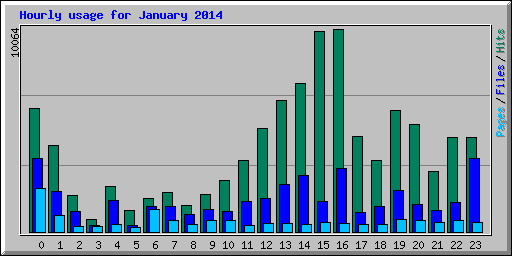 Hourly usage for January 2014
10064
Pages / Files / Hits
0 1 2 3 4 5 6 7 8 9 10 11 12 13 14 15 16 17 18 19 20 21 22 23